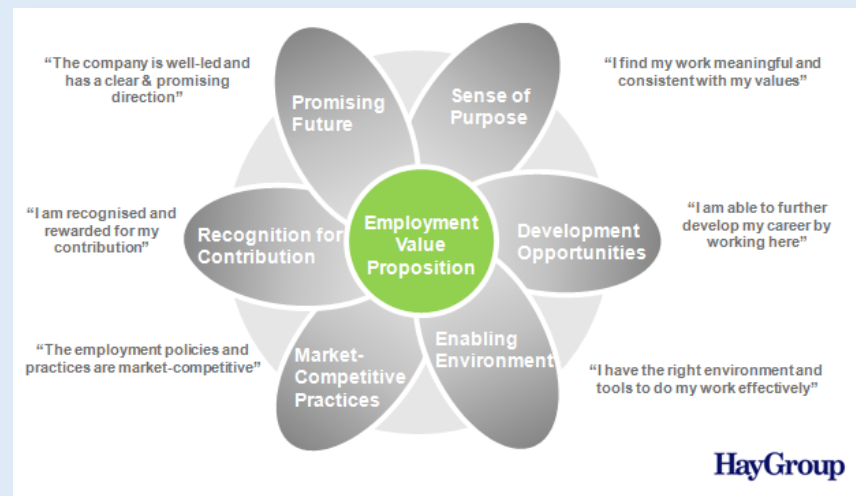 “The company is well-led and
has a clear & promising
direction”
Promising
Future
Sense of
Purpose
“I find my work meaningful and
consistent with my values”
“I am recognised and
rewarded for my
contribution”
Recognition for
Contribution
Employment
Value
Proposition
Development
Opportunities
“I am able to further
develop my career by
working here”
“The employment policies and
practices are market-competitive”
Market-
Competitive
Practices
Enabling
Environment
“I have the right environment and
tools to do my work effectively”
HayGroup